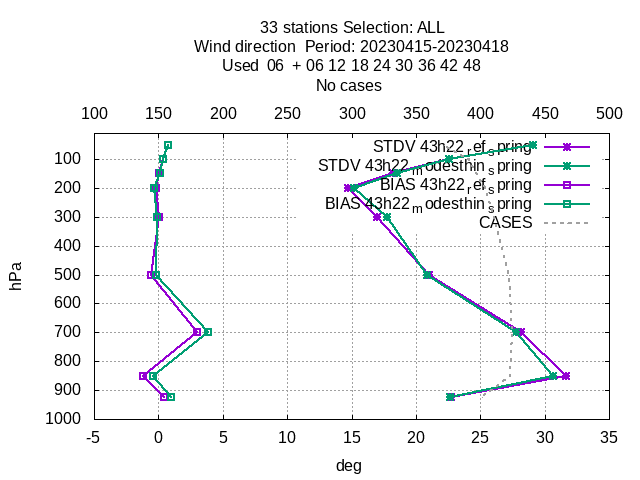 33 stations Selection: ALL
Wind direction  Period: 20230415-20230418
Used  06  + 06 12 18 24 30 36 42 48
No cases
100 150 200 250 300 350 400 450 500
STDV 43h22_ref_spring
STDV 43h22_modesthin_spring
BIAS 43h22_ref_spring
BIAS 43h22_modesthin_spring
CASES
hPa
100
200
300
400
500
600
700
800
900
1000
-5 0 5 10 15 20 25 30 35
deg